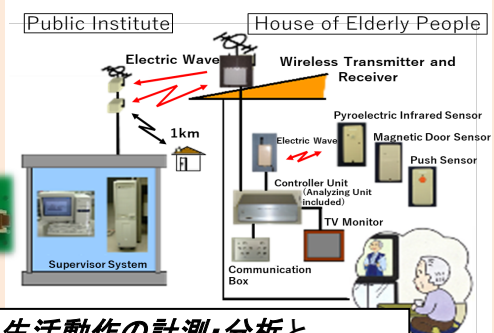 Public Institute
House of Elderly People
Electric Wave
Wireless Transmitter and
Receiver
1km
Pyroelectric Infrared Sensor
Electric Wave
Magnetic Door Sensor
Push Sensor
Controller Unit
(Analyzing Unit
included)
TV Monitor
Supervisor System
Communication
Box
生活動作の計測・分析と